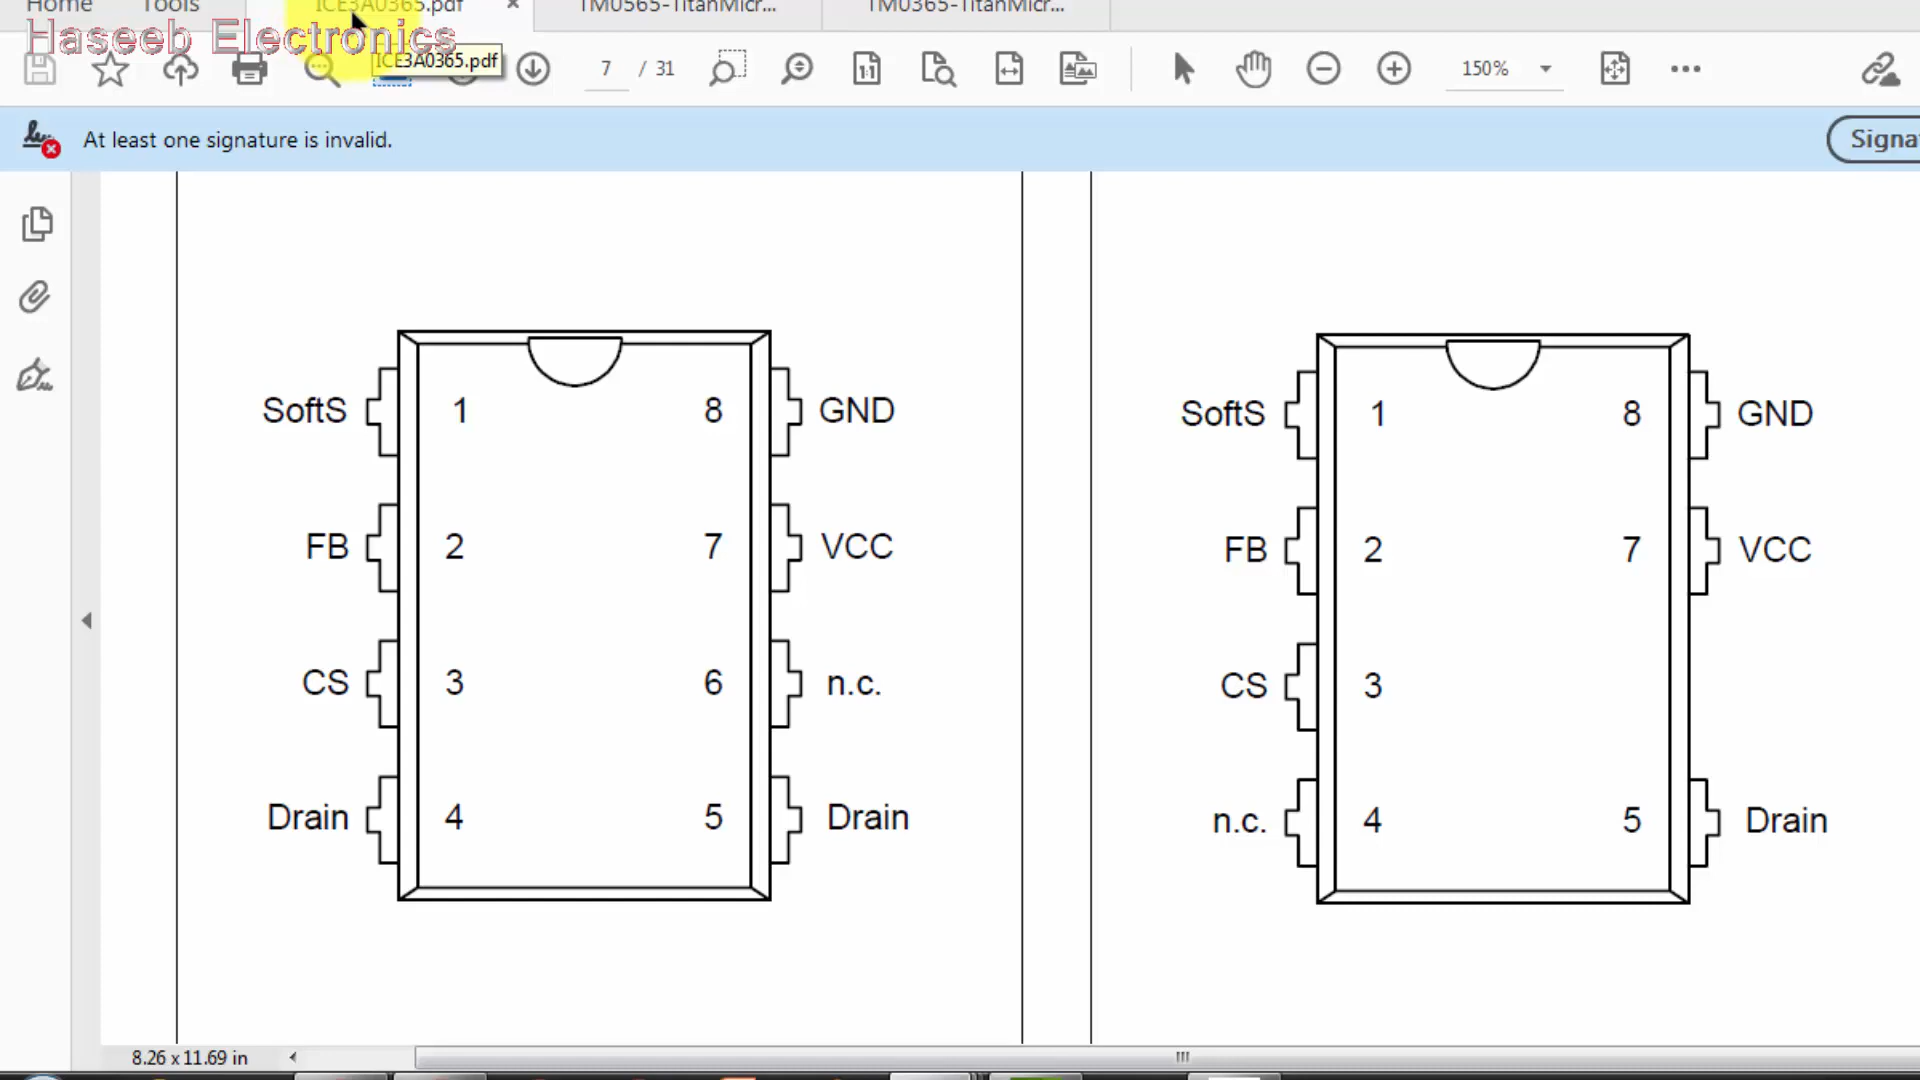 Home Tools ICE3A0365.pdf × TM0565-TitanMicr... TM0365-TitanMicr...
Haseeb Electronics
ICE3A0365.pdf
7 / 31 150%
At least one signature is invalid. Signa
SoftS 1 8 GND
FB 2 7 VCC
CS 3 6 n.c.
Drain 4 5 Drain
SoftS 1 8 GND
FB 2 7 VCC
CS 3
n.c. 4 5 Drain
8.26 x 11.69 in